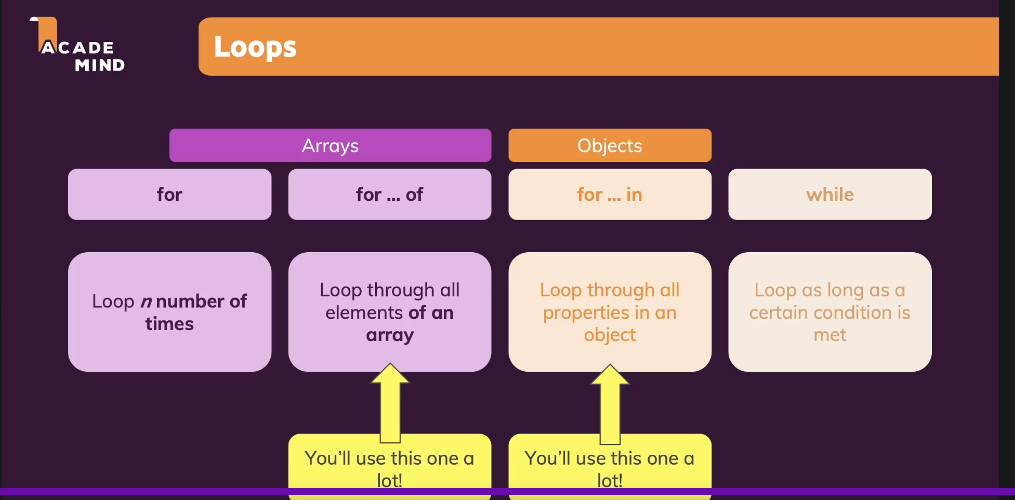 ACADE
MIND
Loops
Arrays
Objects
for
for ... of
for ... in
while
Loop n number of
times
Loop through all
elements of an
array
Loop through all
properties in an
object
Loop as long as a
certain condition is
met
You'll use this one a
lot!
You'll use this one a
lot!